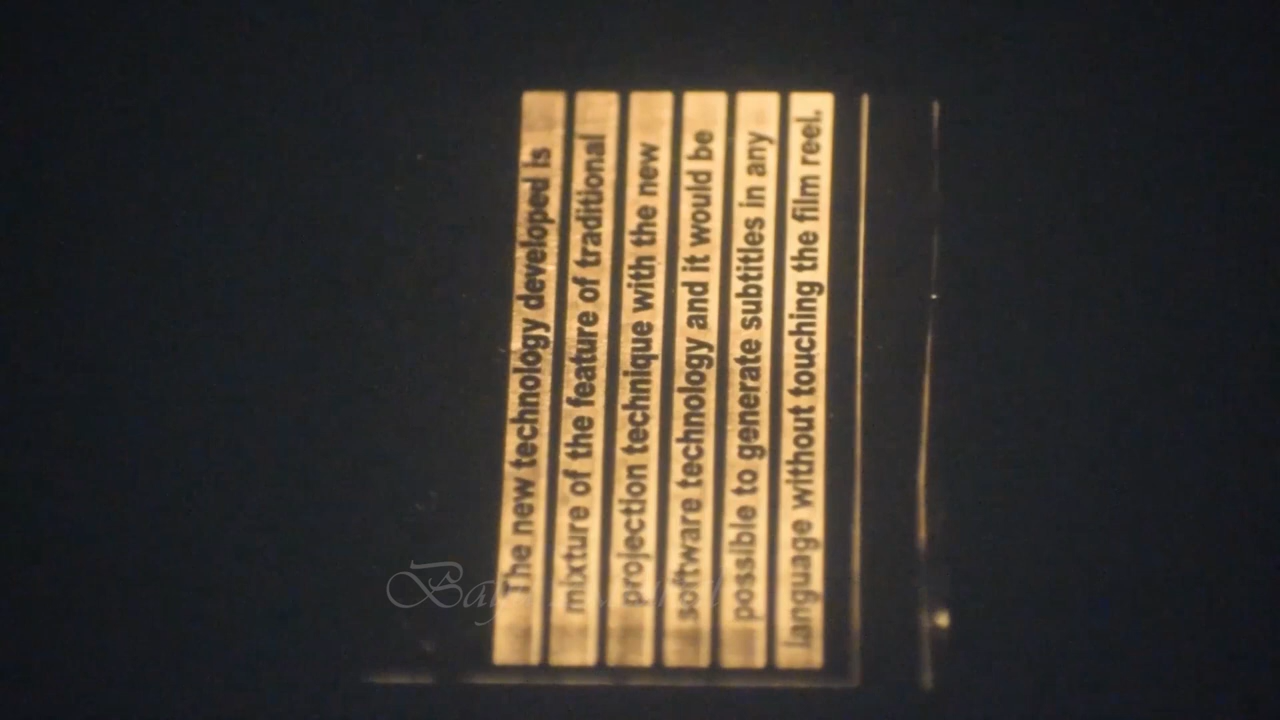 The new technology developed is
mixture of the feature of traditional
projection technique with the new
software technology and it would be
possible to generate subtitles in any
language without touching the film reel.